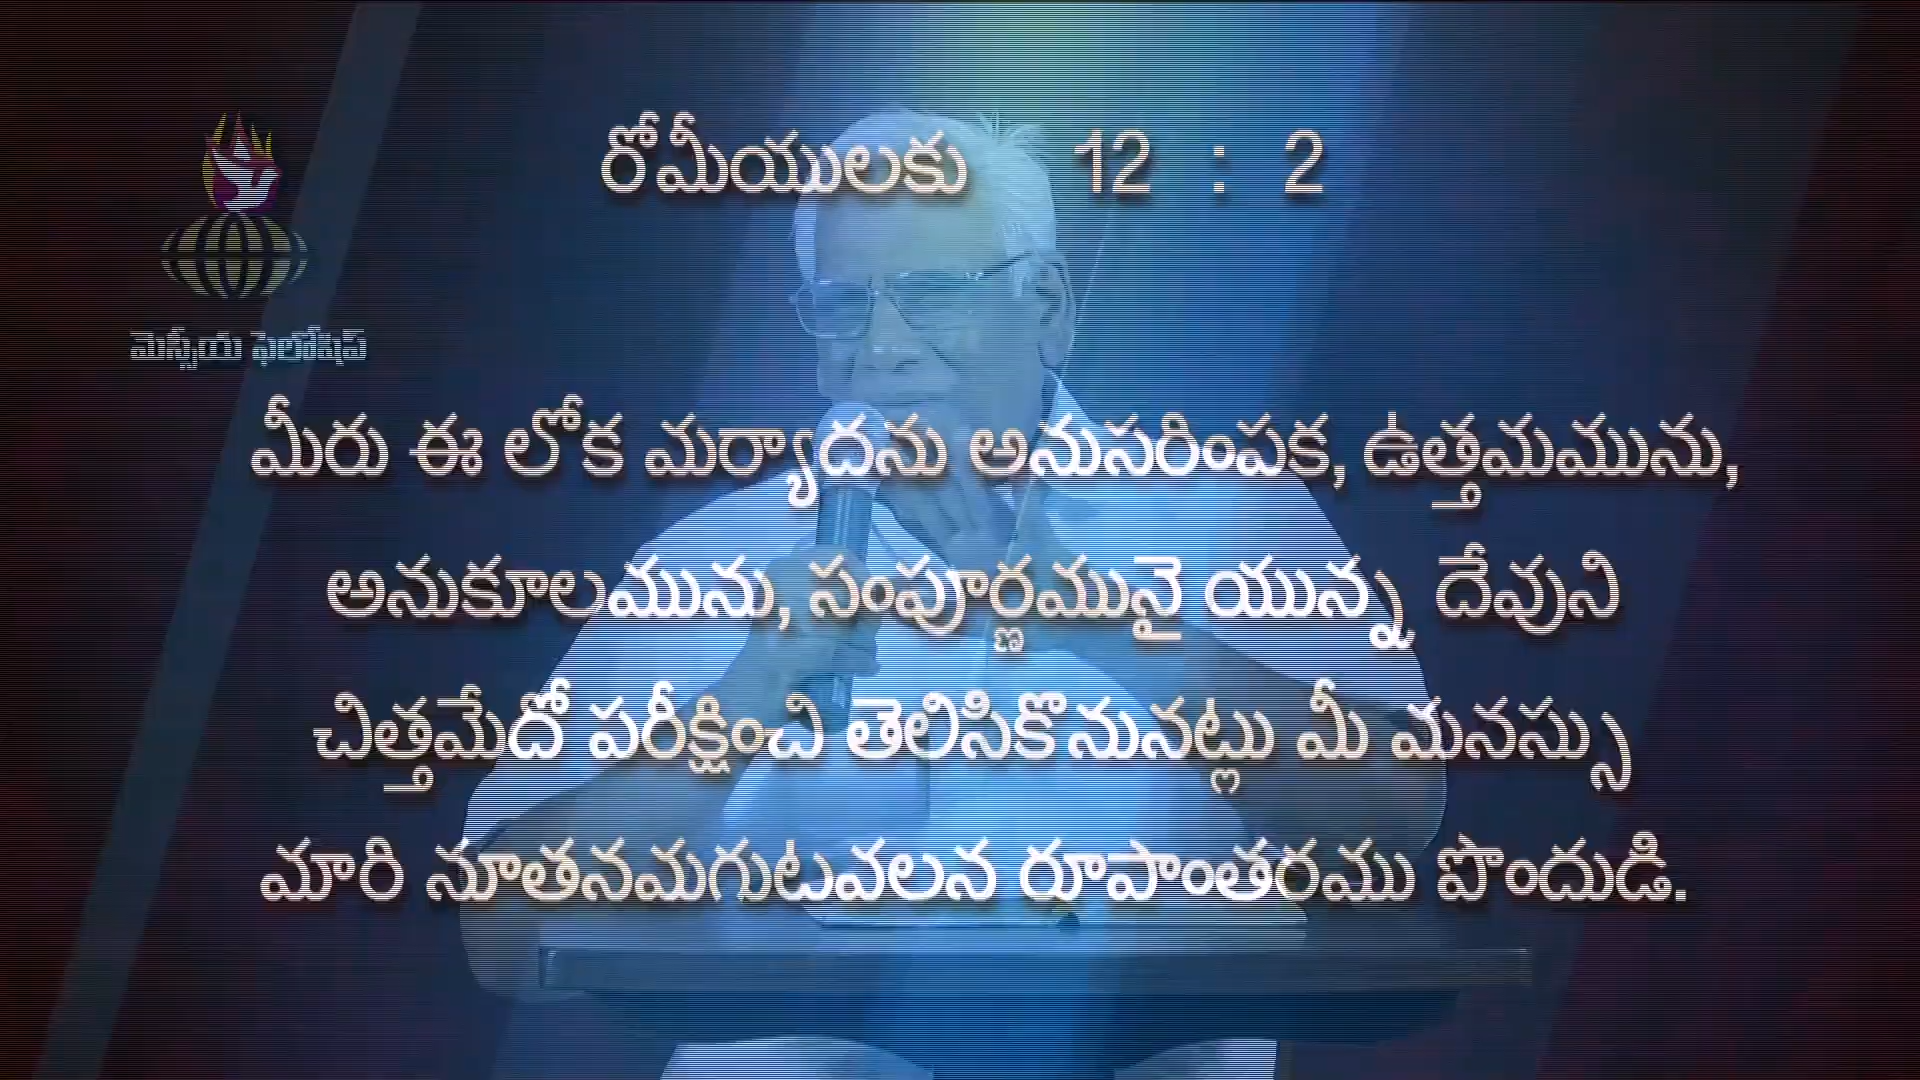 రోమీయులకు 12 : 2
మెస్సీయ ఫెలోషిప్
మీరు ఈ లోక మర్యాదను అనుసరింపక, ఉత్తమమును,
అనుకూలమును, సంపూర్ణమునై యున్న దేవుని
చిత్తమేదో పరీక్షించి తెలిసికొనునట్లు మీ మనస్సు
మారి నూతనమగుటవలన రూపాంతరము పొందుడి.